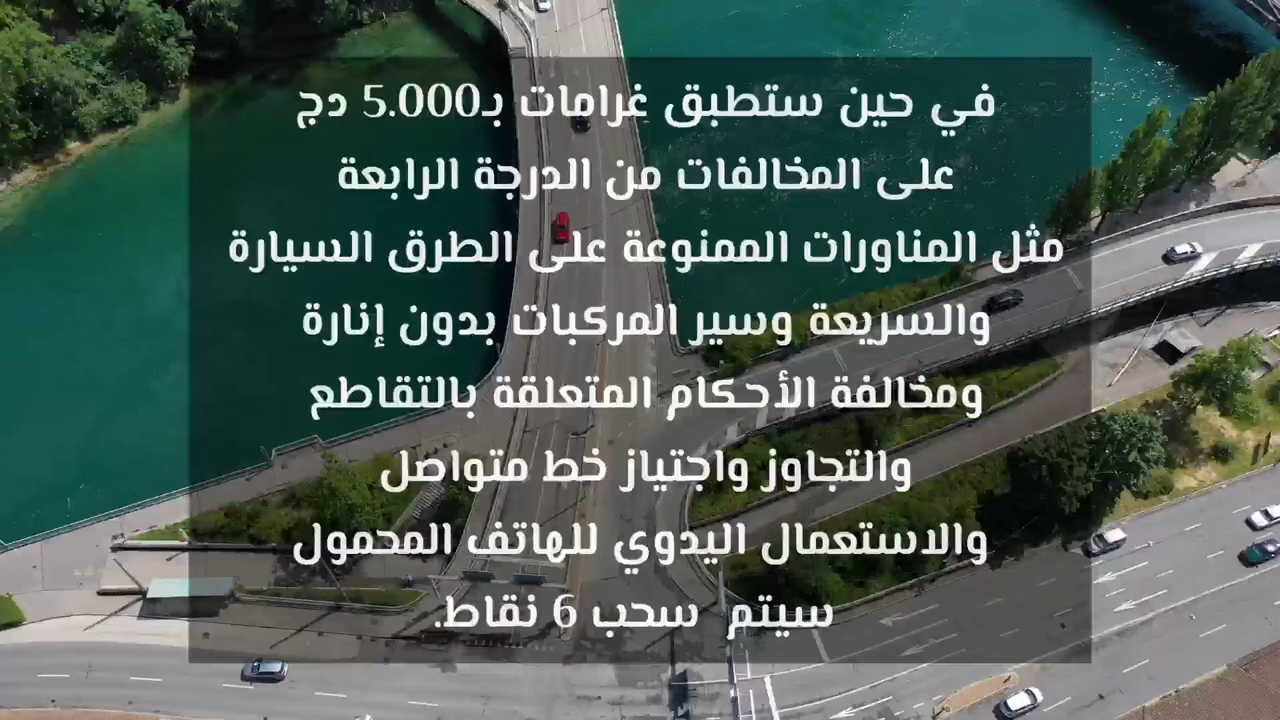 في حين ستطبق غرامات بـ5.000 دج
على المخالفات من الدرجة الرابعة
مثل المناورات الممنوعة على الطرق السيارة
والسريعة وسير المركبات بدون إنارة
ومخالفة الأحكام المتعلقة بالتقاطع
والتجاوز واجتياز خط متواصل
والاستعمال اليدوي للهاتف المحمول
سيتم سحب 6 نقاط.